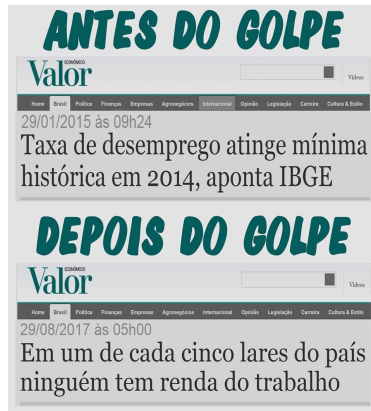 ANTES DO GOLPE
Valor ECONÔMICO
Vídeos
Home Brasil Política Finanças Empresas Agronegócios Internacional Opinião Legislação Carreira Cultura & Estilo
29/01/2015 às 09h24
Taxa de desemprego atinge mínima
histórica em 2014, aponta IBGE
DEPOIS DO GOLPE
Valor ECONÔMICO
Vídeos
Home Brasil Política Finanças Empresas Agronegócios Internacional Opinião Legislação Carreira Cultura & Estilo
29/08/2017 às 05h00
Em um de cada cinco lares do país
ninguém tem renda do trabalho